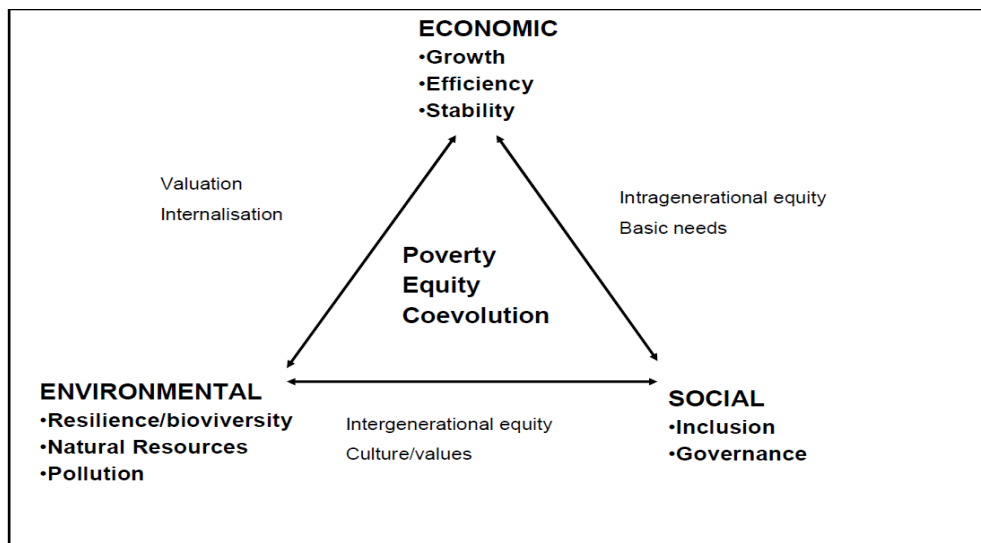 ECONOMIC
•Growth
•Efficiency
•Stability
Valuation
Internalisation
Intragenerational equity
Basic needs
Poverty
Equity
Coevolution
ENVIRONMENTAL
•Resilience/bioviversity
•Natural Resources
•Pollution
Intergenerational equity
Culture/values
SOCIAL
•Inclusion
•Governance